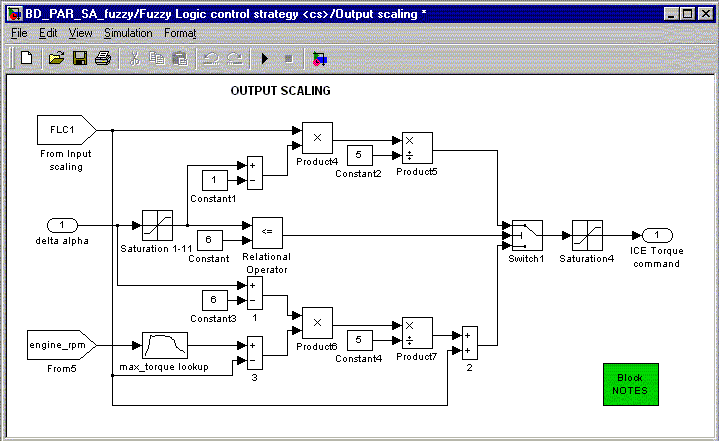 BD_PAR_SA_fuzzy/Fuzzy Logic control strategy <cs>/Output scaling *
File Edit View Simulation Format
OUTPUT SCALING
FLC1
From Input
scaling
×
Product4
5
Constant2
×
÷
Product5
1
Constant1
+
−
1
delta alpha
Saturation 1-11
6
Constant
<=
Relational
Operator
Switch1
Saturation4
1
ICE Torque
command
6
Constant3
+
−
1
×
Product6
5
Constant4
×
÷
Product7
+
+
2
engine_rpm
From5
max_torque lookup
+
−
3
Block
NOTES